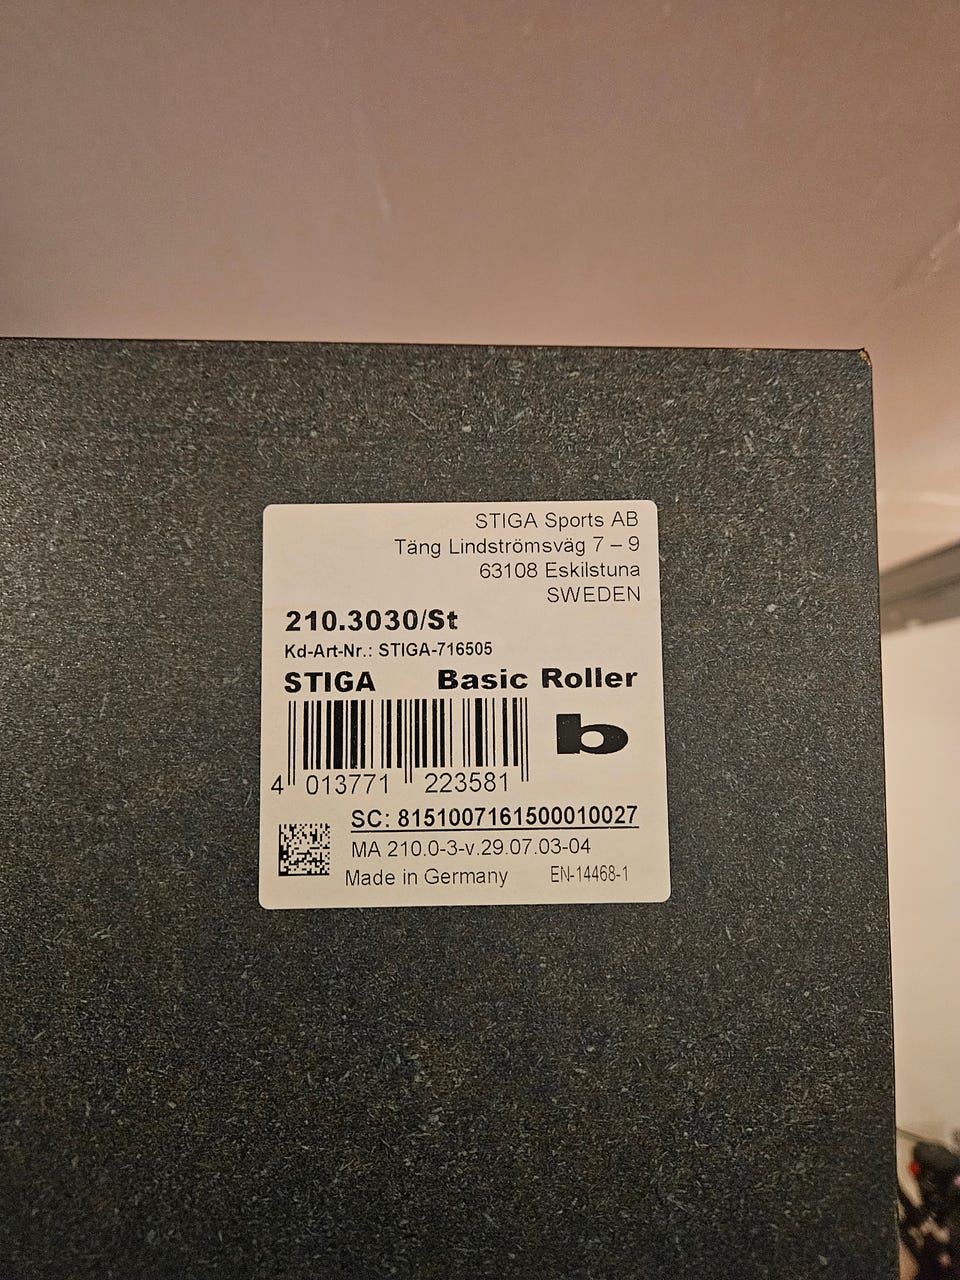 STIGA Sports AB
Täng Lindströmsväg 7 – 9
63108 Eskilstuna
SWEDEN
210.3030/St
Kd-Art-Nr.: STIGA-716505
STIGA Basic Roller
b
4 013771 223581
SC: 8151007161500010027
MA 210.0-3-v.29.07.03-04
Made in Germany EN-14468-1